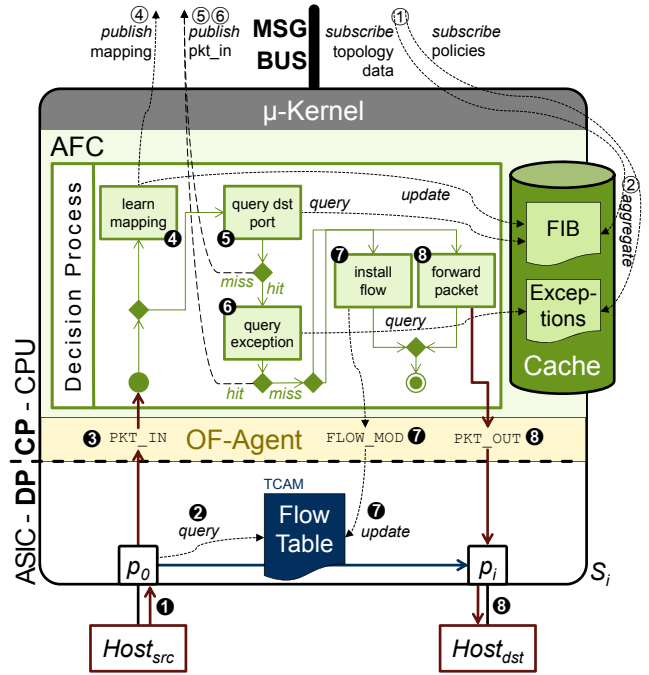 ④
publish
mapping
⑤ ⑥
publish
pkt_in
MSG
BUS
①
subscribe
topology
data
subscribe
policies
μ-Kernel
AFC
Decision Process
learn
mapping
❹
query dst
port
❺
query
update
②
aggregate
FIB
miss
hit
❻
query
exception
❼
install
flow
❽
forward
packet
query
Excep-
tions
Cache
hit
miss
ASIC - DP | CP - CPU
❸ PKT_IN
OF-Agent
FLOW_MOD ❼
PKT_OUT ❽
TCAM
Flow
Table
❷
query
❼
update
p0
pi
Si
❶
❽
Hostsrc
Hostdst